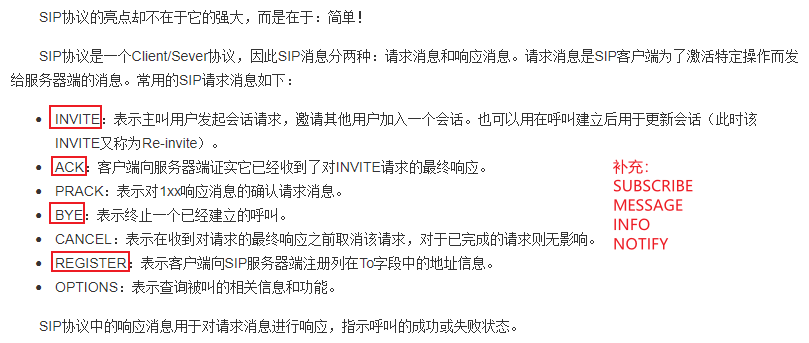 SIP协议的亮点却不在于它的强大，而是在于：简单！
SIP协议是一个Client/Sever协议，因此SIP消息分两种：请求消息和响应消息。请求消息是SIP客户端为了激活特定操作而发
给服务器端的消息。常用的SIP请求消息如下：
INVITE：表示主叫用户发起会话请求，邀请其他用户加入一个会话。也可以用在呼叫建立后用于更新会话（此时该
INVITE又称为Re-invite）。
ACK：客户端向服务器端证实它已经收到了对INVITE请求的最终响应。
PRACK：表示对1xx响应消息的确认请求消息。
BYE：表示终止一个已经建立的呼叫。
CANCEL：表示在收到对请求的最终响应之前取消该请求，对于已完成的请求则无影响。
REGISTER：表示客户端向SIP服务器端注册列在To字段中的地址信息。
OPTIONS：表示查询被叫的相关信息和功能。
补充：
SUBSCRIBE
MESSAGE
INFO
NOTIFY
SIP协议中的响应消息用于对请求消息进行响应，指示呼叫的成功或失败状态。